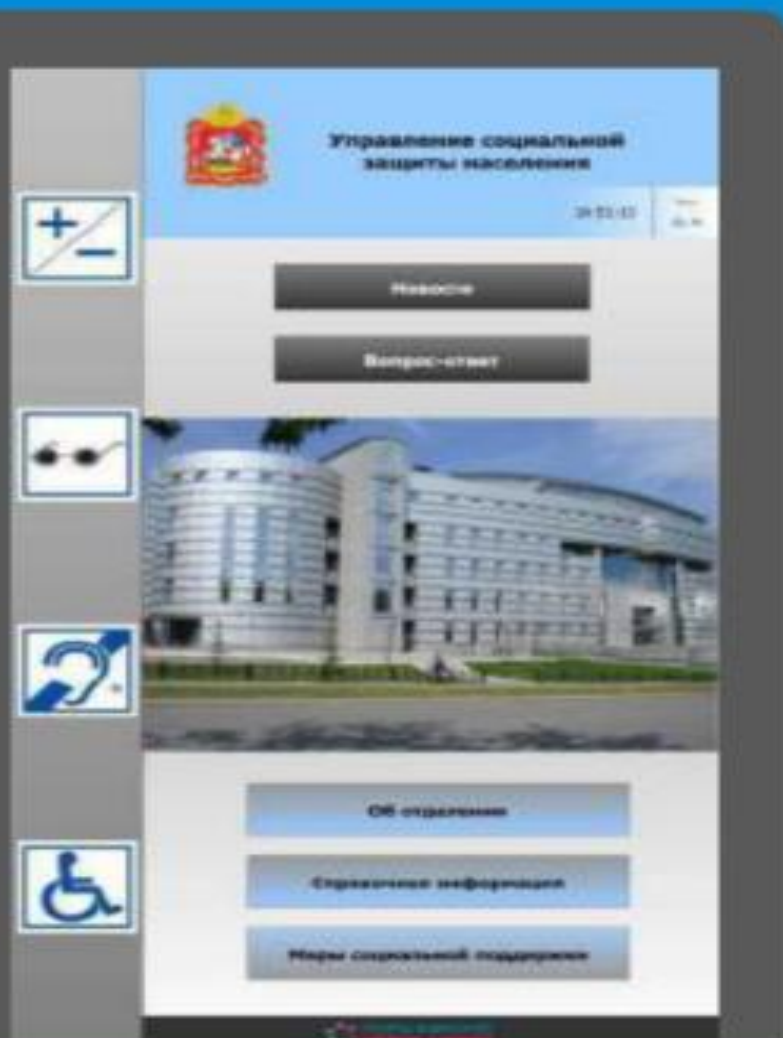 Управление социальной
защиты населения
Новости
Вопрос-ответ
Об отделении
Справочная информация
Меры социальной поддержки